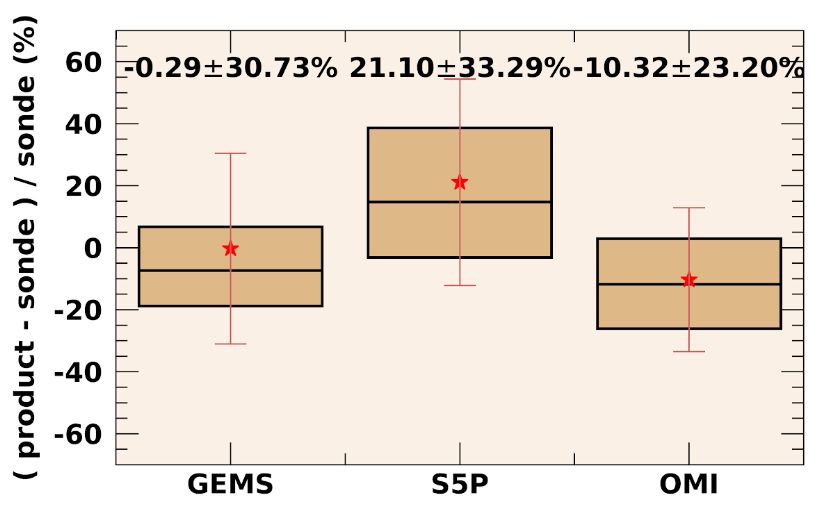 ( product - sonde ) / sonde (%)
-0.29±30.73% 21.10±33.29% -10.32±23.20%
60
40
20
0
-20
-40
-60
GEMS S5P OMI